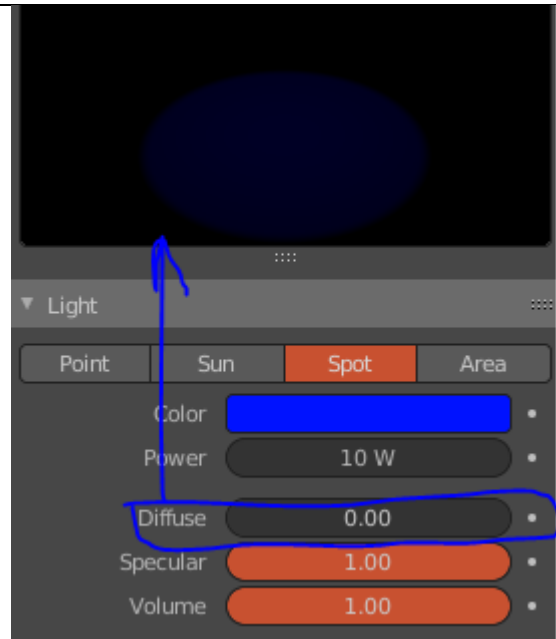 Light
Point Sun Spot Area
Color
Power 10 W
Diffuse 0.00
Specular 1.00
Volume 1.00